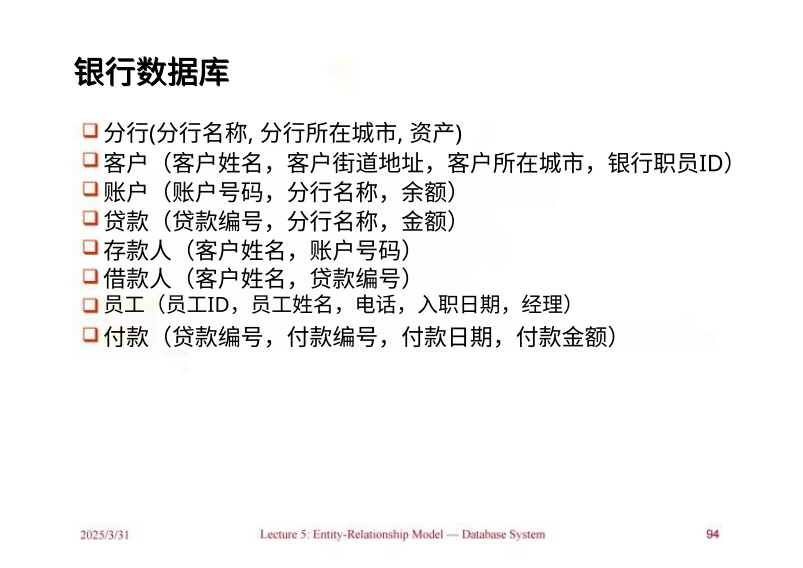 银行数据库
分行(分行名称, 分行所在城市, 资产)
客户（客户姓名，客户街道地址，客户所在城市，银行职员ID）
账户（账户号码，分行名称，余额）
贷款（贷款编号，分行名称，金额）
存款人（客户姓名，账户号码）
借款人（客户姓名，贷款编号）
员工（员工ID，员工姓名，电话，入职日期，经理）
付款（贷款编号，付款编号，付款日期，付款金额）
2025/3/31 Lecture 5: Entity-Relationship Model — Database System 94